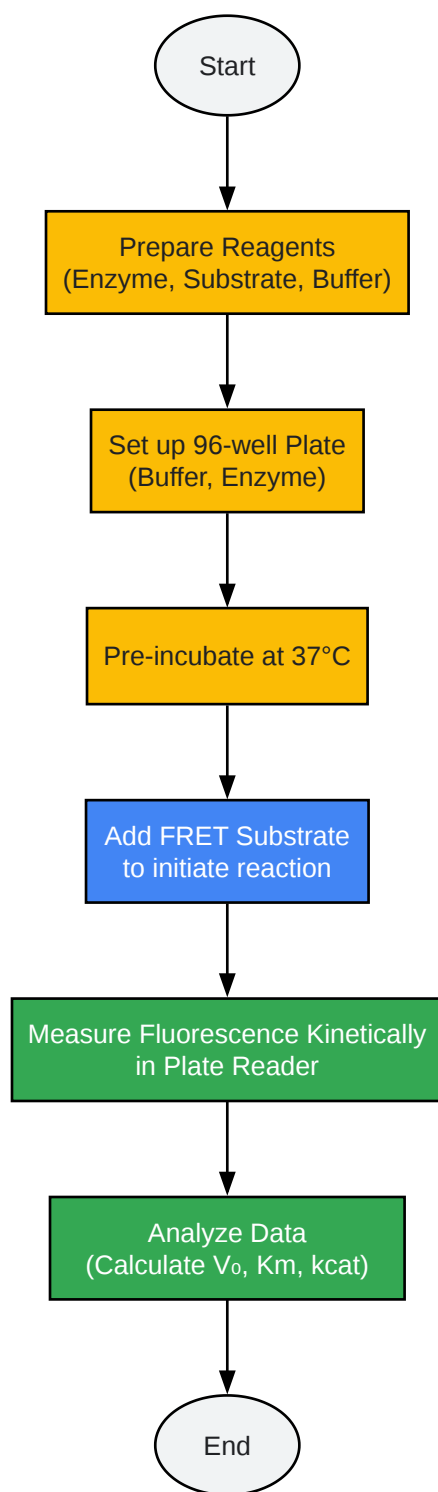 Start
Prepare Reagents
(Enzyme, Substrate, Buffer)
Set up 96-well Plate
(Buffer, Enzyme)
Pre-incubate at 37°C
Add FRET Substrate
to initiate reaction
Measure Fluorescence Kinetically
in Plate Reader
Analyze Data
(Calculate V₀, Km, kcat)
End